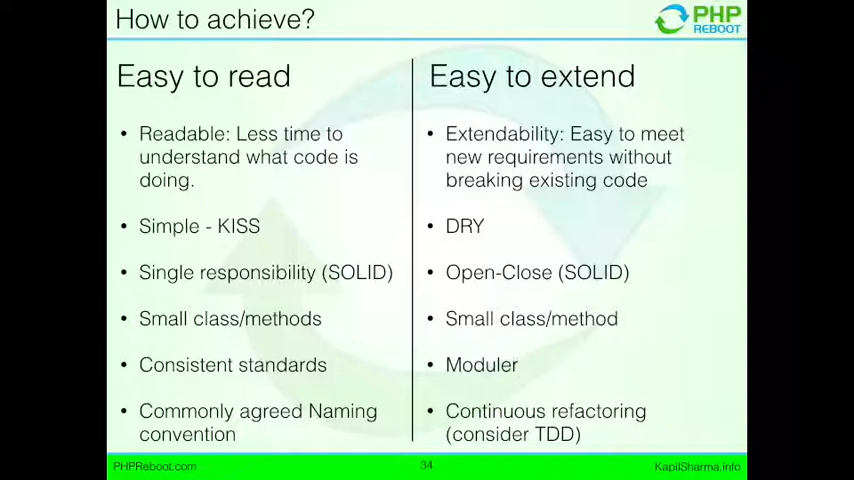 How to achieve?
PHP
REBOOT
Easy to read
• Readable: Less time to
understand what code is
doing.
• Simple - KISS
• Single responsibility (SOLID)
• Small class/methods
• Consistent standards
• Commonly agreed Naming
convention
Easy to extend
• Extendability: Easy to meet
new requirements without
breaking existing code
• DRY
• Open-Close (SOLID)
• Small class/method
• Moduler
• Continuous refactoring
(consider TDD)
PHPReboot.com
34
KapilSharma.info